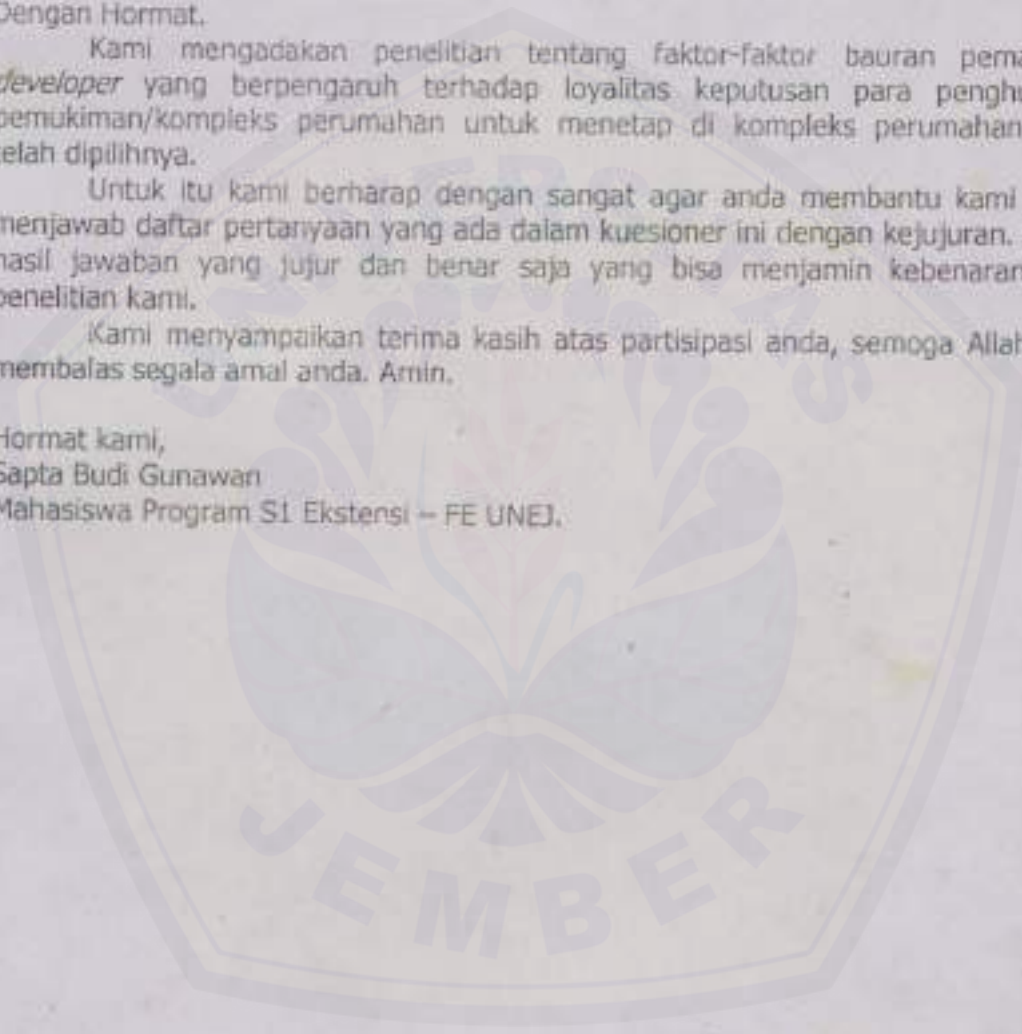 Dengan Hormat.
Kami mengadakan penelitian tentang faktor-faktor bauran pema
developer yang berpengaruh terhadap loyalitas keputusan para penghu
pemukiman/kompleks perumahan untuk menetap di kompleks perumahan
telah dipilihnya.
Untuk itu kami berharap dengan sangat agar anda membantu kami
menjawab daftar pertanyaan yang ada dalam kuesioner ini dengan kejujuran.
hasil jawaban yang jujur dan benar saja yang bisa menjamin kebenaran
penelitian kami.
Kami menyampaikan terima kasih atas partisipasi anda, semoga Allah
membalas segala amal anda. Amin.
Hormat kami,
Sapta Budi Gunawan
Mahasiswa Program S1 Ekstensi – FE UNEJ.
UNIVERSITAS
JEMBER